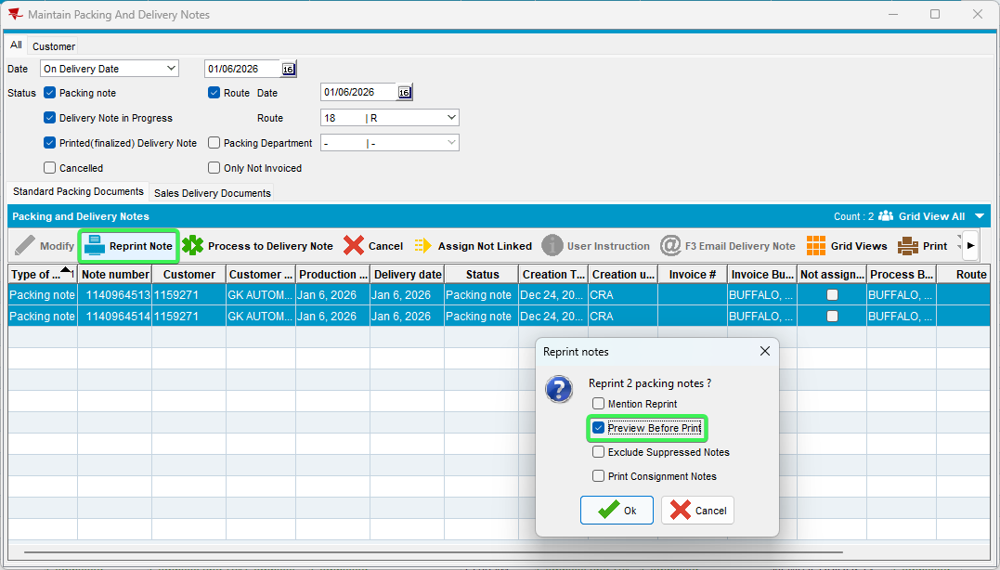 Maintain Packing And Delivery Notes
All Customer
Date On Delivery Date 01/06/2026 16
Status Packing note Route Date 01/06/2026 16
Delivery Note in Progress Route 18 | R
Printed(finalized) Delivery Note Packing Department - | -
Cancelled Only Not Invoiced
Standard Packing Documents Sales Delivery Documents
Packing and Delivery Notes Count : 2 Grid View All
Modify Reprint Note Process to Delivery Note Cancel Assign Not Linked User Instruction F3 Email Delivery Note Grid Views Print
Type of ... 1 Note number Customer Customer ... Production ... Delivery date Status Creation T... Creation u... Invoice # Invoice Bu... Not assign... Process B... Route
Packing note 1140964513 1159271 GK AUTOM... Jan 6, 2026 Jan 6, 2026 Packing note Dec 24, 20... CRA BUFFALO, ... BUFFALO, ...
Packing note 1140964514 1159271 GK AUTOM... Jan 6, 2026 Jan 6, 2026 Packing note Dec 24, 20... CRA BUFFALO, ... BUFFALO, ...
Reprint notes
Reprint 2 packing notes ?
Mention Reprint
Preview Before Print
Exclude Suppressed Notes
Print Consignment Notes
Ok Cancel